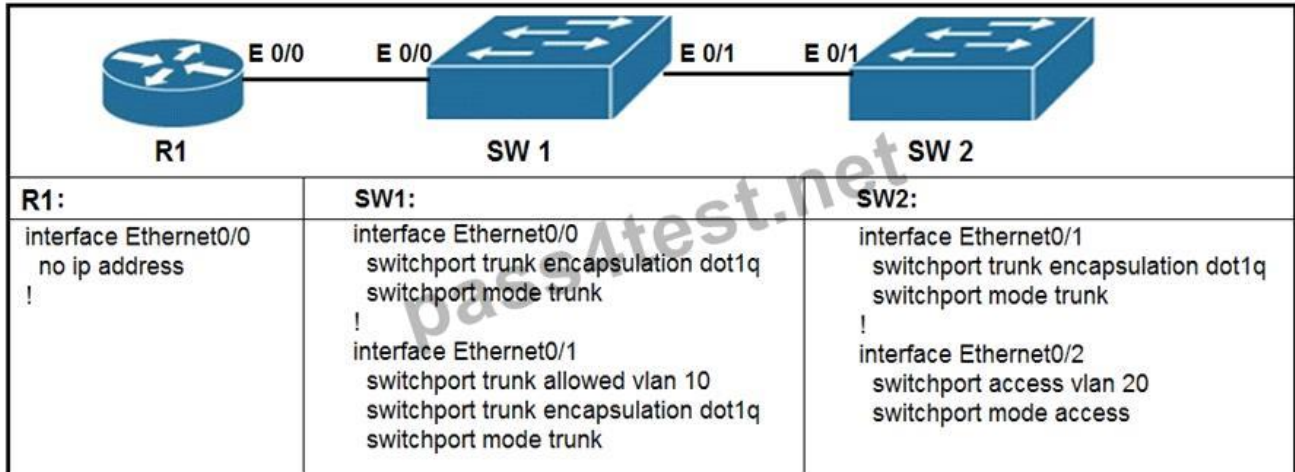 E 0/0 E 0/0 E 0/1 E 0/1
R1 SW 1 SW 2
pass4test.net
R1:
interface Ethernet0/0
no ip address
!
SW1:
interface Ethernet0/0
switchport trunk encapsulation dot1q
switchport mode trunk
!
interface Ethernet0/1
switchport trunk allowed vlan 10
switchport trunk encapsulation dot1q
switchport mode trunk
SW2:
interface Ethernet0/1
switchport trunk encapsulation dot1q
switchport mode trunk
!
interface Ethernet0/2
switchport access vlan 20
switchport mode access